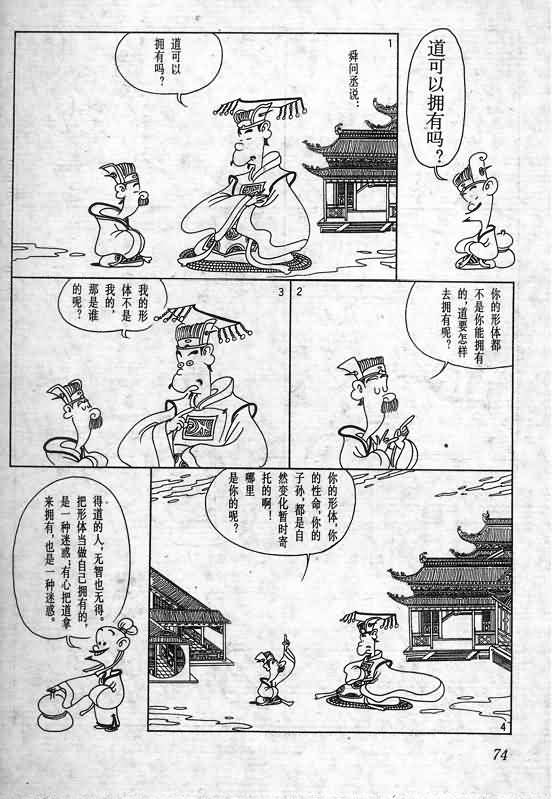 道可以拥有吗？
1
舜问丞说：
道可以
拥有吗？
2
你的形体都
不是你能拥有
的，道要怎样
去拥有呢？
3
我的形
体不是
我的，
那是谁
的呢？
4
你的形体，你
的性命，你的
子孙，都是自
然变化暂时寄
托的啊！
哪里
是你的呢？
得道的人，无智也无得。
把形体当做自己拥有的，
是一种迷惑；有心把道拿
来拥有，也是一种迷惑。
74